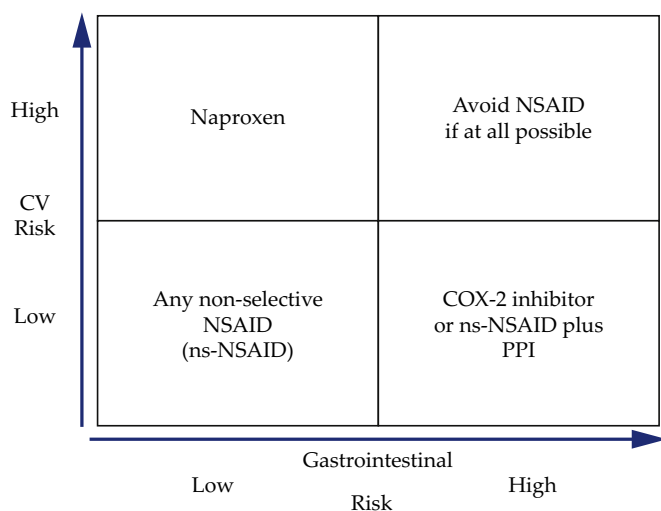 High
Naproxen
Avoid NSAID
if at all possible
CV
Risk
Low
Any non-selective
NSAID
(ns-NSAID)
COX-2 inhibitor
or ns-NSAID plus
PPI
Gastrointestinal
Low
High
Risk